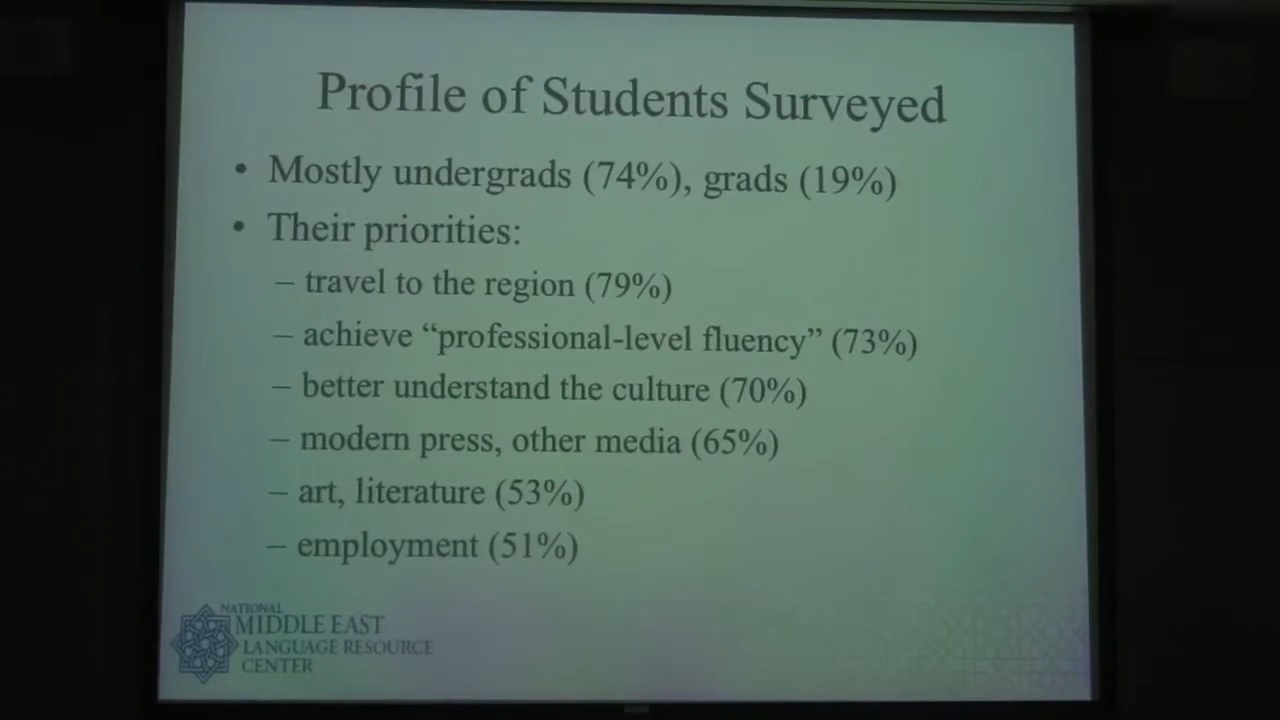 Profile of Students Surveyed
• Mostly undergrads (74%), grads (19%)
• Their priorities:
– travel to the region (79%)
– achieve “professional-level fluency” (73%)
– better understand the culture (70%)
– modern press, other media (65%)
– art, literature (53%)
– employment (51%)
NATIONAL
MIDDLE EAST
LANGUAGE RESOURCE
CENTER